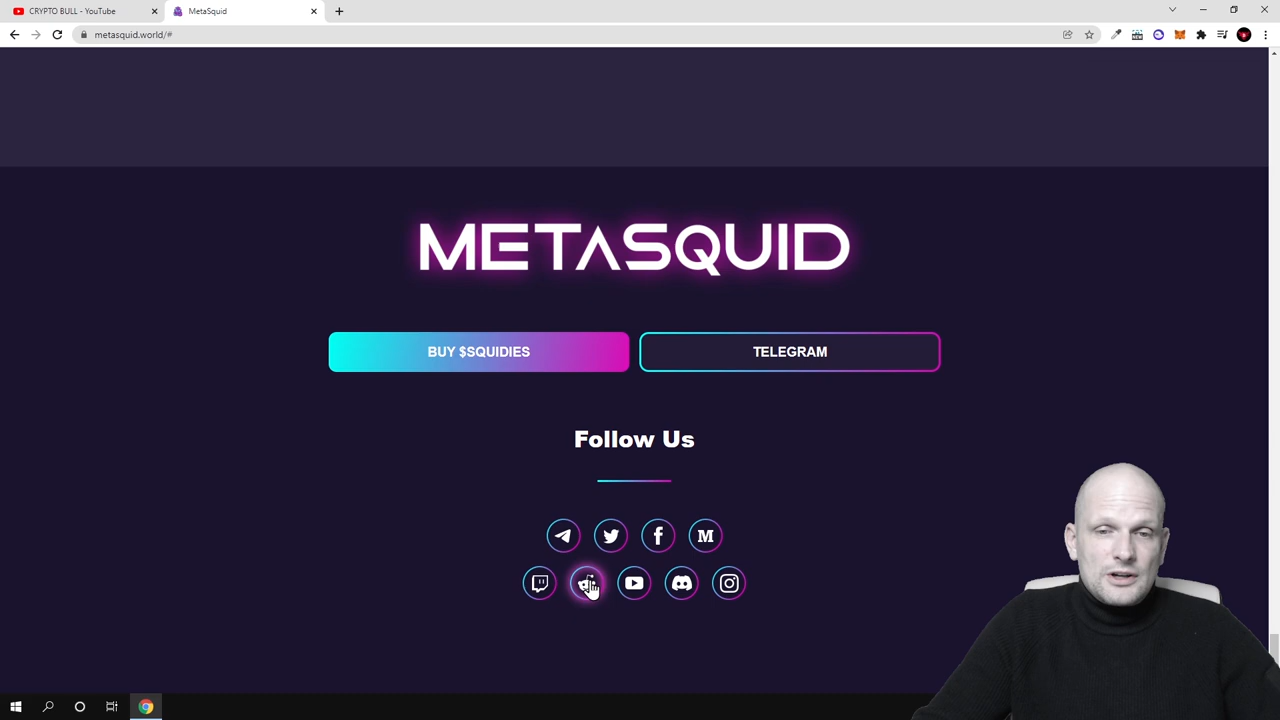 CRYPTO BULL - YouTube
MetaSquid
metasquid.world/#
METASQUID
BUY $SQUIDIES
TELEGRAM
Follow Us
M